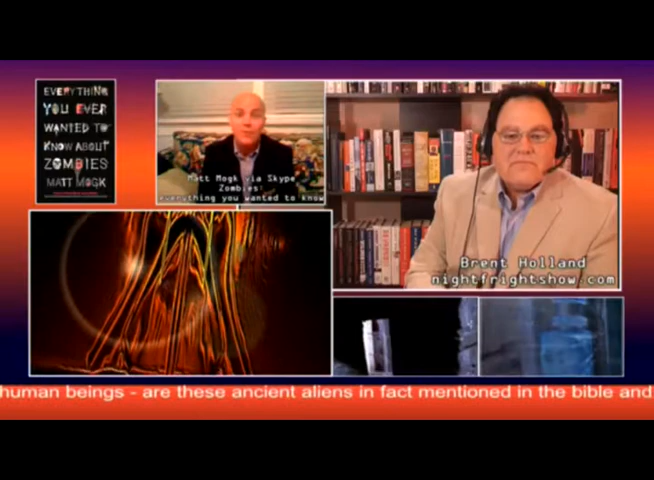 EVERYTHING
YOU EVER
WANTED TO
KNOW ABOUT
ZOMBIES
MATT MOGK
Matt Mogk via Skype
Zombies:
everything you wanted to know
Brent Holland
nightfrightshow.com
human beings - are these ancient aliens in fact mentioned in the bible and